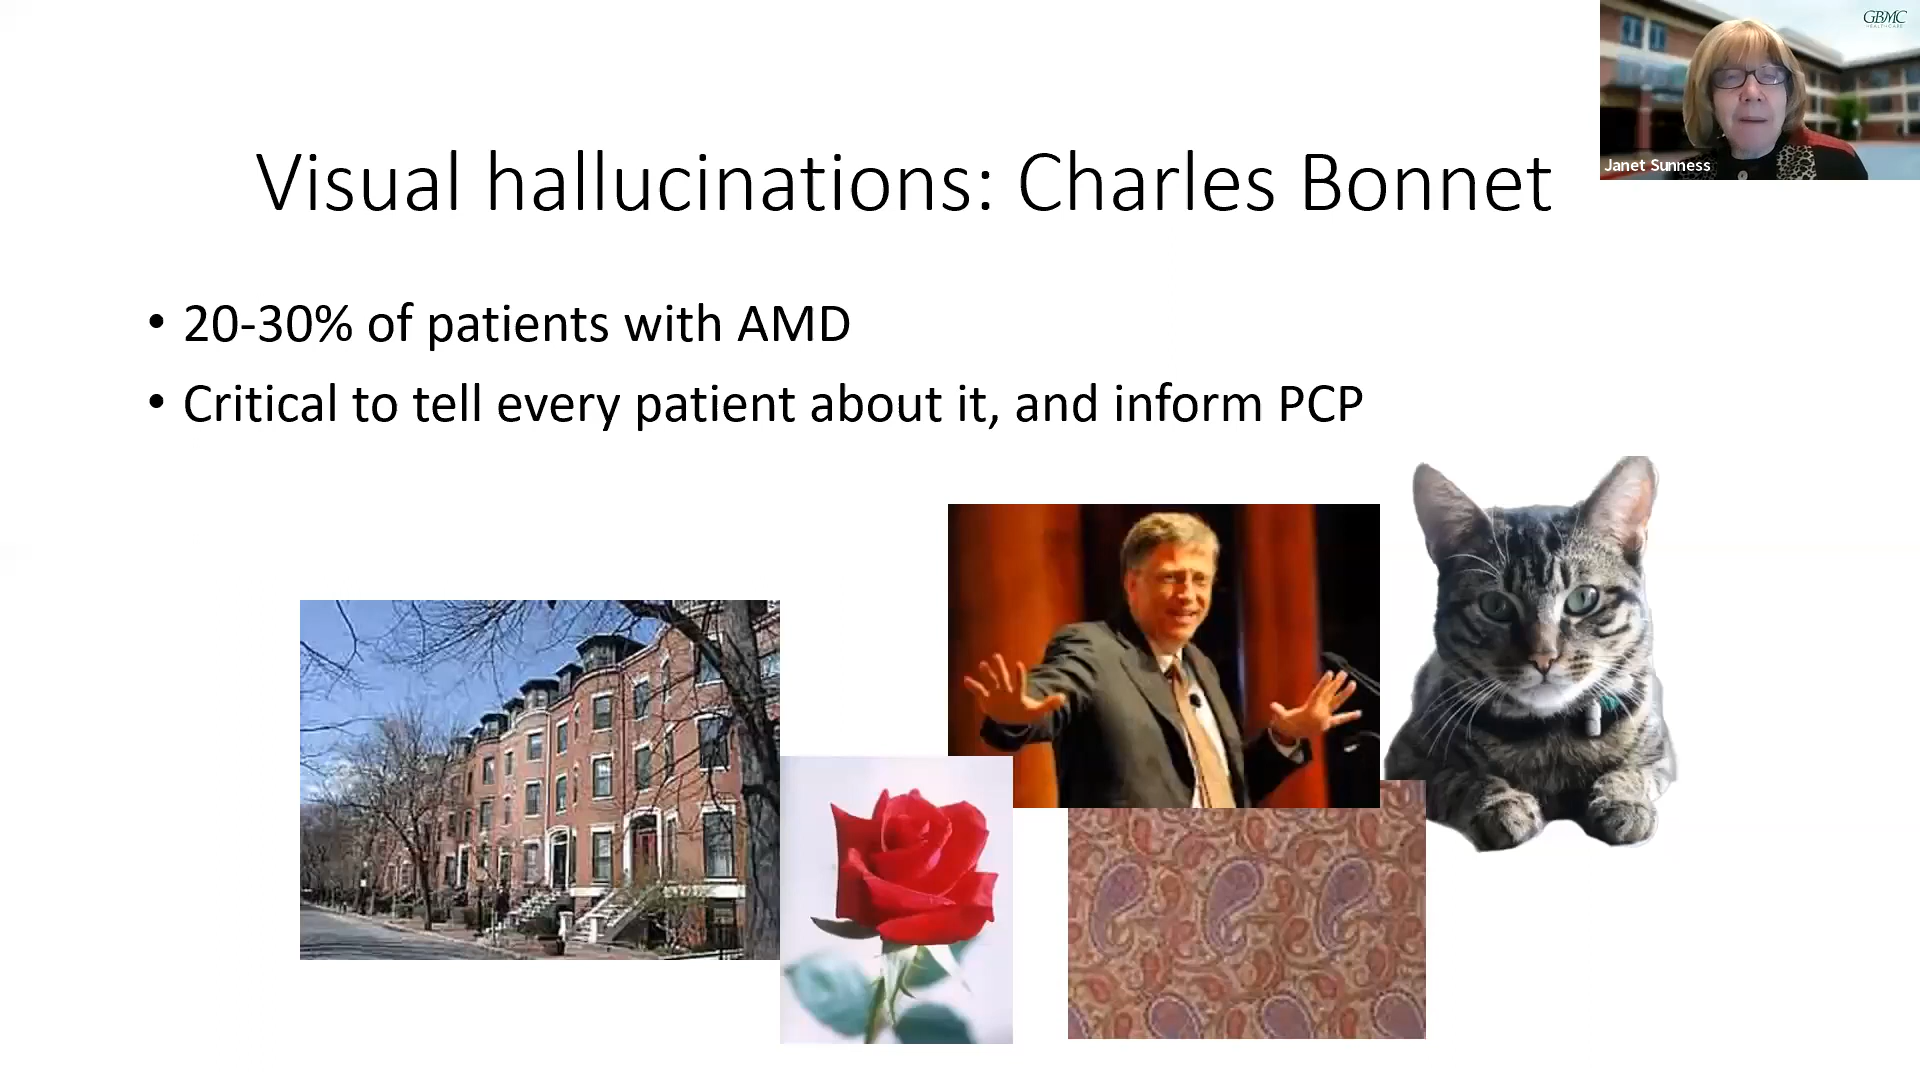 GBMC
HEALTHCARE
Janet Sunness
Visual hallucinations: Charles Bonnet
• 20-30% of patients with AMD
• Critical to tell every patient about it, and inform PCP